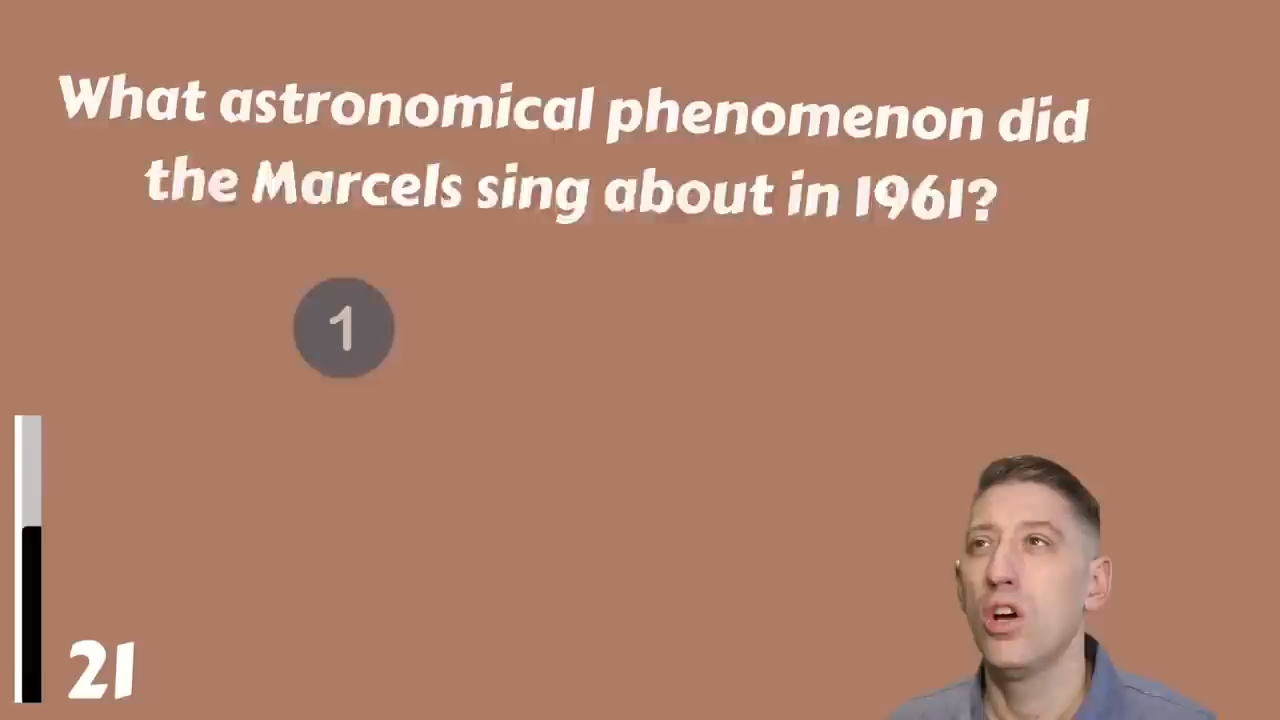 What astronomical phenomenon did
the Marcels sing about in 1961?
1
21